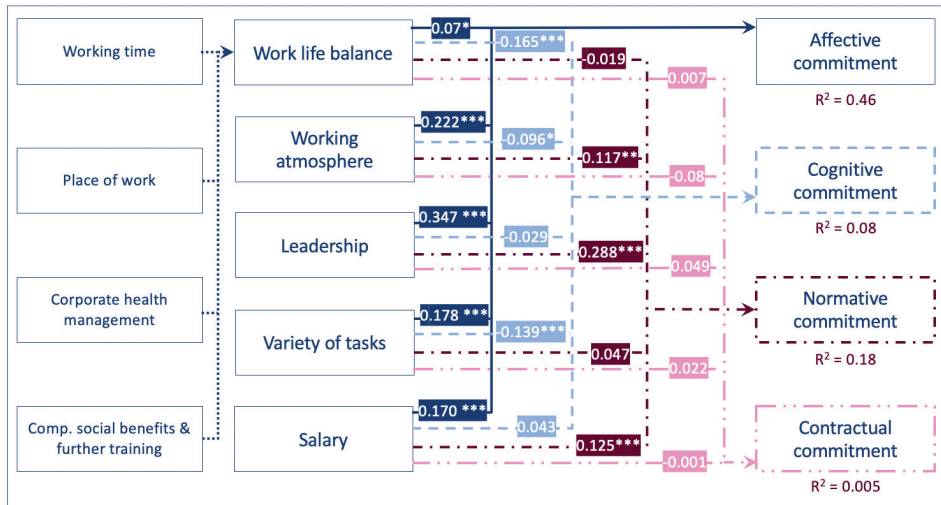 Working time
Place of work
Corporate health
management
Comp. social benefits &
further training
Work life balance
Working
atmosphere
Leadership
Variety of tasks
Salary
0.07*
-0.165***
-0.019
0.007
0.222***
-0.096*
0.117**
-0.08
0.347 ***
-0.029
0.288***
0.049
0.178 ***
-0.139***
0.047
0.022
0.170 ***
0.043
0.125***
-0.001
Affective
commitment
R² = 0.46
Cognitive
commitment
R² = 0.08
Normative
commitment
R² = 0.18
Contractual
commitment
R² = 0.005